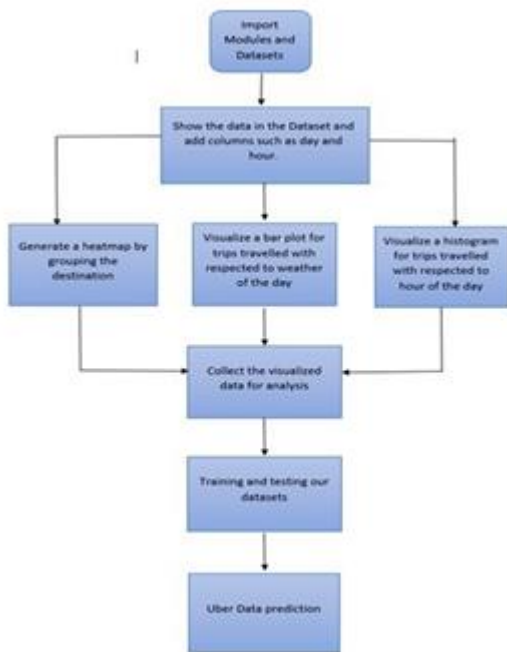 Import
Modules and
Datasets
Show the data in the Dataset and
add columns such as day and
hour.
Generate a heatmap by
grouping the
destination
Visualize a bar plot for
trips travelled with
respected to weather
of the day
Visualize a histogram
for trips travelled
with respected to
hour of the day
Collect the visualized
data for analysis
Training and testing our
datasets
Uber Data prediction